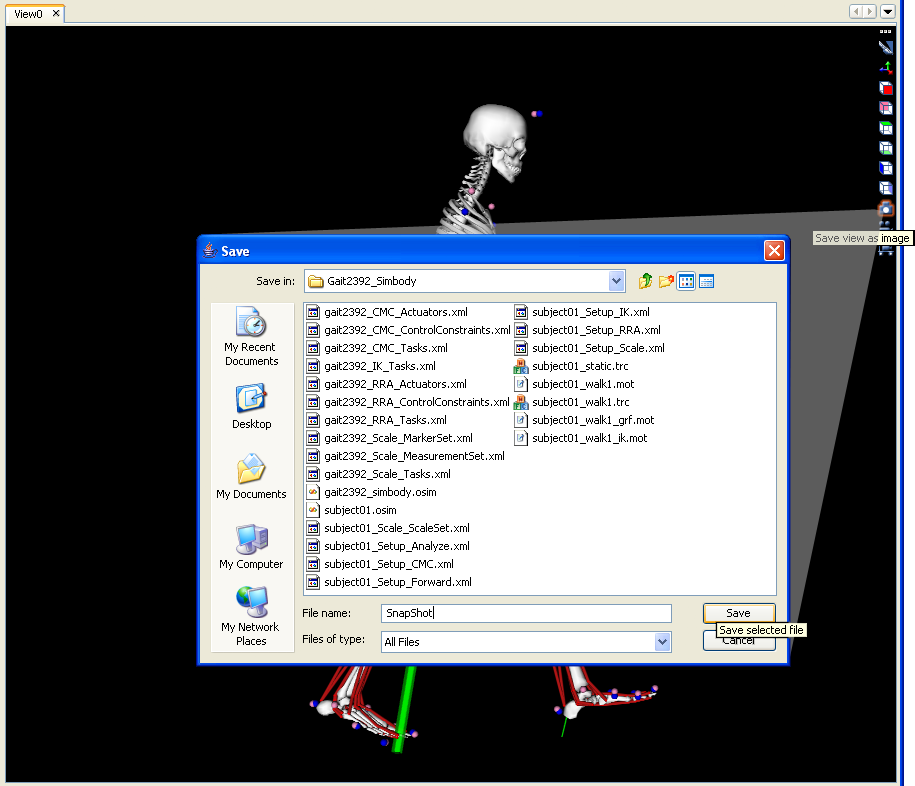 View0
Save view as image
Save
Save in:
Gait2392_Simbody
My Recent
Documents
Desktop
My Documents
My Computer
My Network
Places
gait2392_CMC_Actuators.xml
gait2392_CMC_ControlConstraints.xml
gait2392_CMC_Tasks.xml
gait2392_IK_Tasks.xml
gait2392_RRA_Actuators.xml
gait2392_RRA_ControlConstraints.xml
gait2392_RRA_Tasks.xml
gait2392_Scale_MarkerSet.xml
gait2392_Scale_MeasurementSet.xml
gait2392_Scale_Tasks.xml
gait2392_simbody.osim
subject01.osim
subject01_Scale_ScaleSet.xml
subject01_Setup_Analyze.xml
subject01_Setup_CMC.xml
subject01_Setup_Forward.xml
subject01_Setup_IK.xml
subject01_Setup_RRA.xml
subject01_Setup_Scale.xml
subject01_static.trc
subject01_walk1.mot
subject01_walk1.trc
subject01_walk1_grf.mot
subject01_walk1_ik.mot
File name:
SnapShot
Save
Save selected file
Files of type:
All Files
Cancel